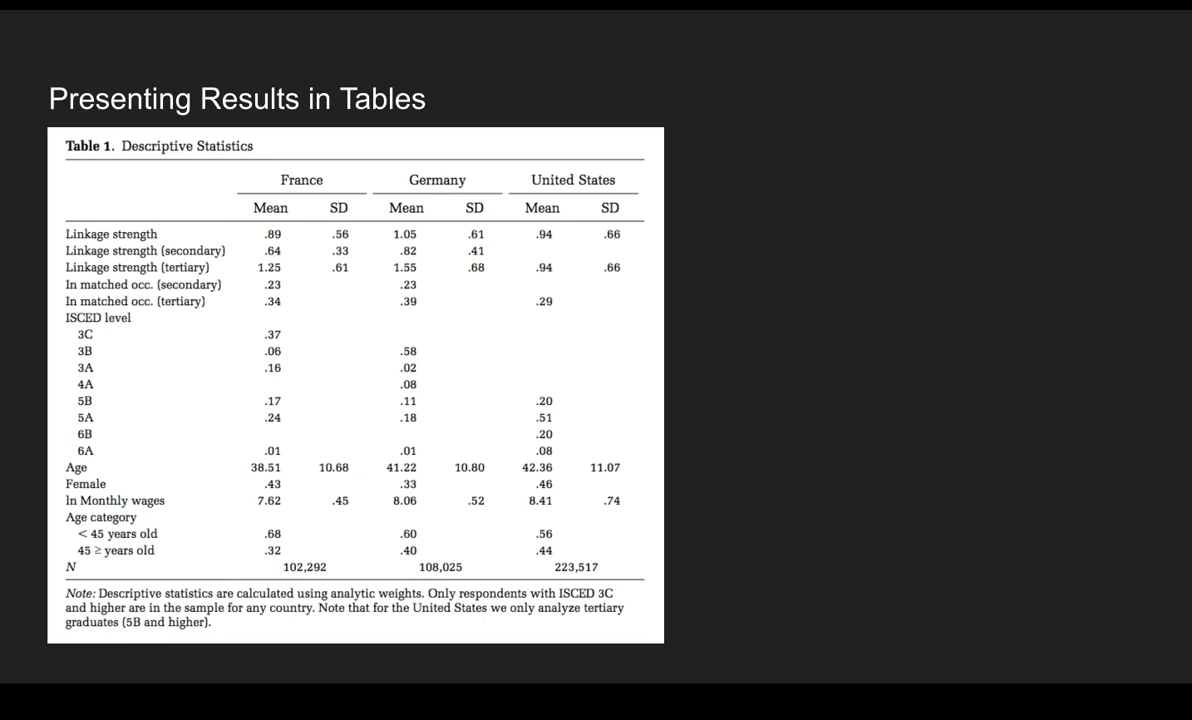 Presenting Results in Tables
Table 1. Descriptive Statistics
France Germany United States
Mean SD Mean SD Mean SD
Linkage strength .89 .56 1.05 .61 .94 .66
Linkage strength (secondary) .64 .33 .82 .41
Linkage strength (tertiary) 1.25 .61 1.55 .68 .94 .66
In matched occ. (secondary) .23 .23
In matched occ. (tertiary) .34 .39 .29
ISCED level
3C .37
3B .06 .58
3A .16 .02
4A .08
5B .17 .11 .20
5A .24 .18 .51
6B .20
6A .01 .01 .08
Age 38.51 10.68 41.22 10.80 42.36 11.07
Female .43 .33 .46
ln Monthly wages 7.62 .45 8.06 .52 8.41 .74
Age category
< 45 years old .68 .60 .56
45 ≥ years old .32 .40 .44
N 102,292 108,025 223,517
Note: Descriptive statistics are calculated using analytic weights. Only respondents with ISCED 3C
and higher are in the sample for any country. Note that for the United States we only analyze tertiary
graduates (5B and higher).